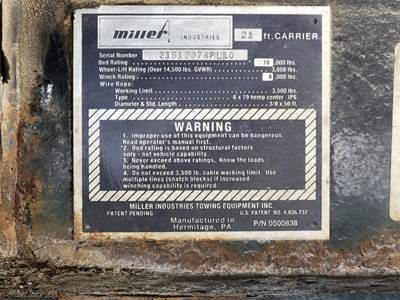 miller INDUSTRIES 21 ft. CARRIER
Serial Number 21S12074PL10
Bed Rating 10 ,000 lbs.
Wheel-Lift Rating (Over 14,500 lbs. GVWR) 3,000 lbs.
Winch Rating 8 ,000 lbs.
Wire Rope:
Working Limit 3,500 lbs.
Type 6 x 19 hemp center IPS
Diameter & Std. Length 3/8 x 50 ft.
WARNING
1. Improper use of this equipment can be dangerous.
Read operator's manual first.
*2. Bed rating is based on structural factors
only - not vehicle capability.
3. Never exceed above ratings. Know the loads
being handled.
4. Do not exceed 3,500 lb. cable working limit. Use
multiple lines (snatch blocks) if increased
winching capability is required.
MILLER INDUSTRIES TOWING EQUIPMENT INC.
PATENT PENDING U.S. PATENT NO. 4,836,737
Manufactured in
Hermitage, PA P/N 0500838